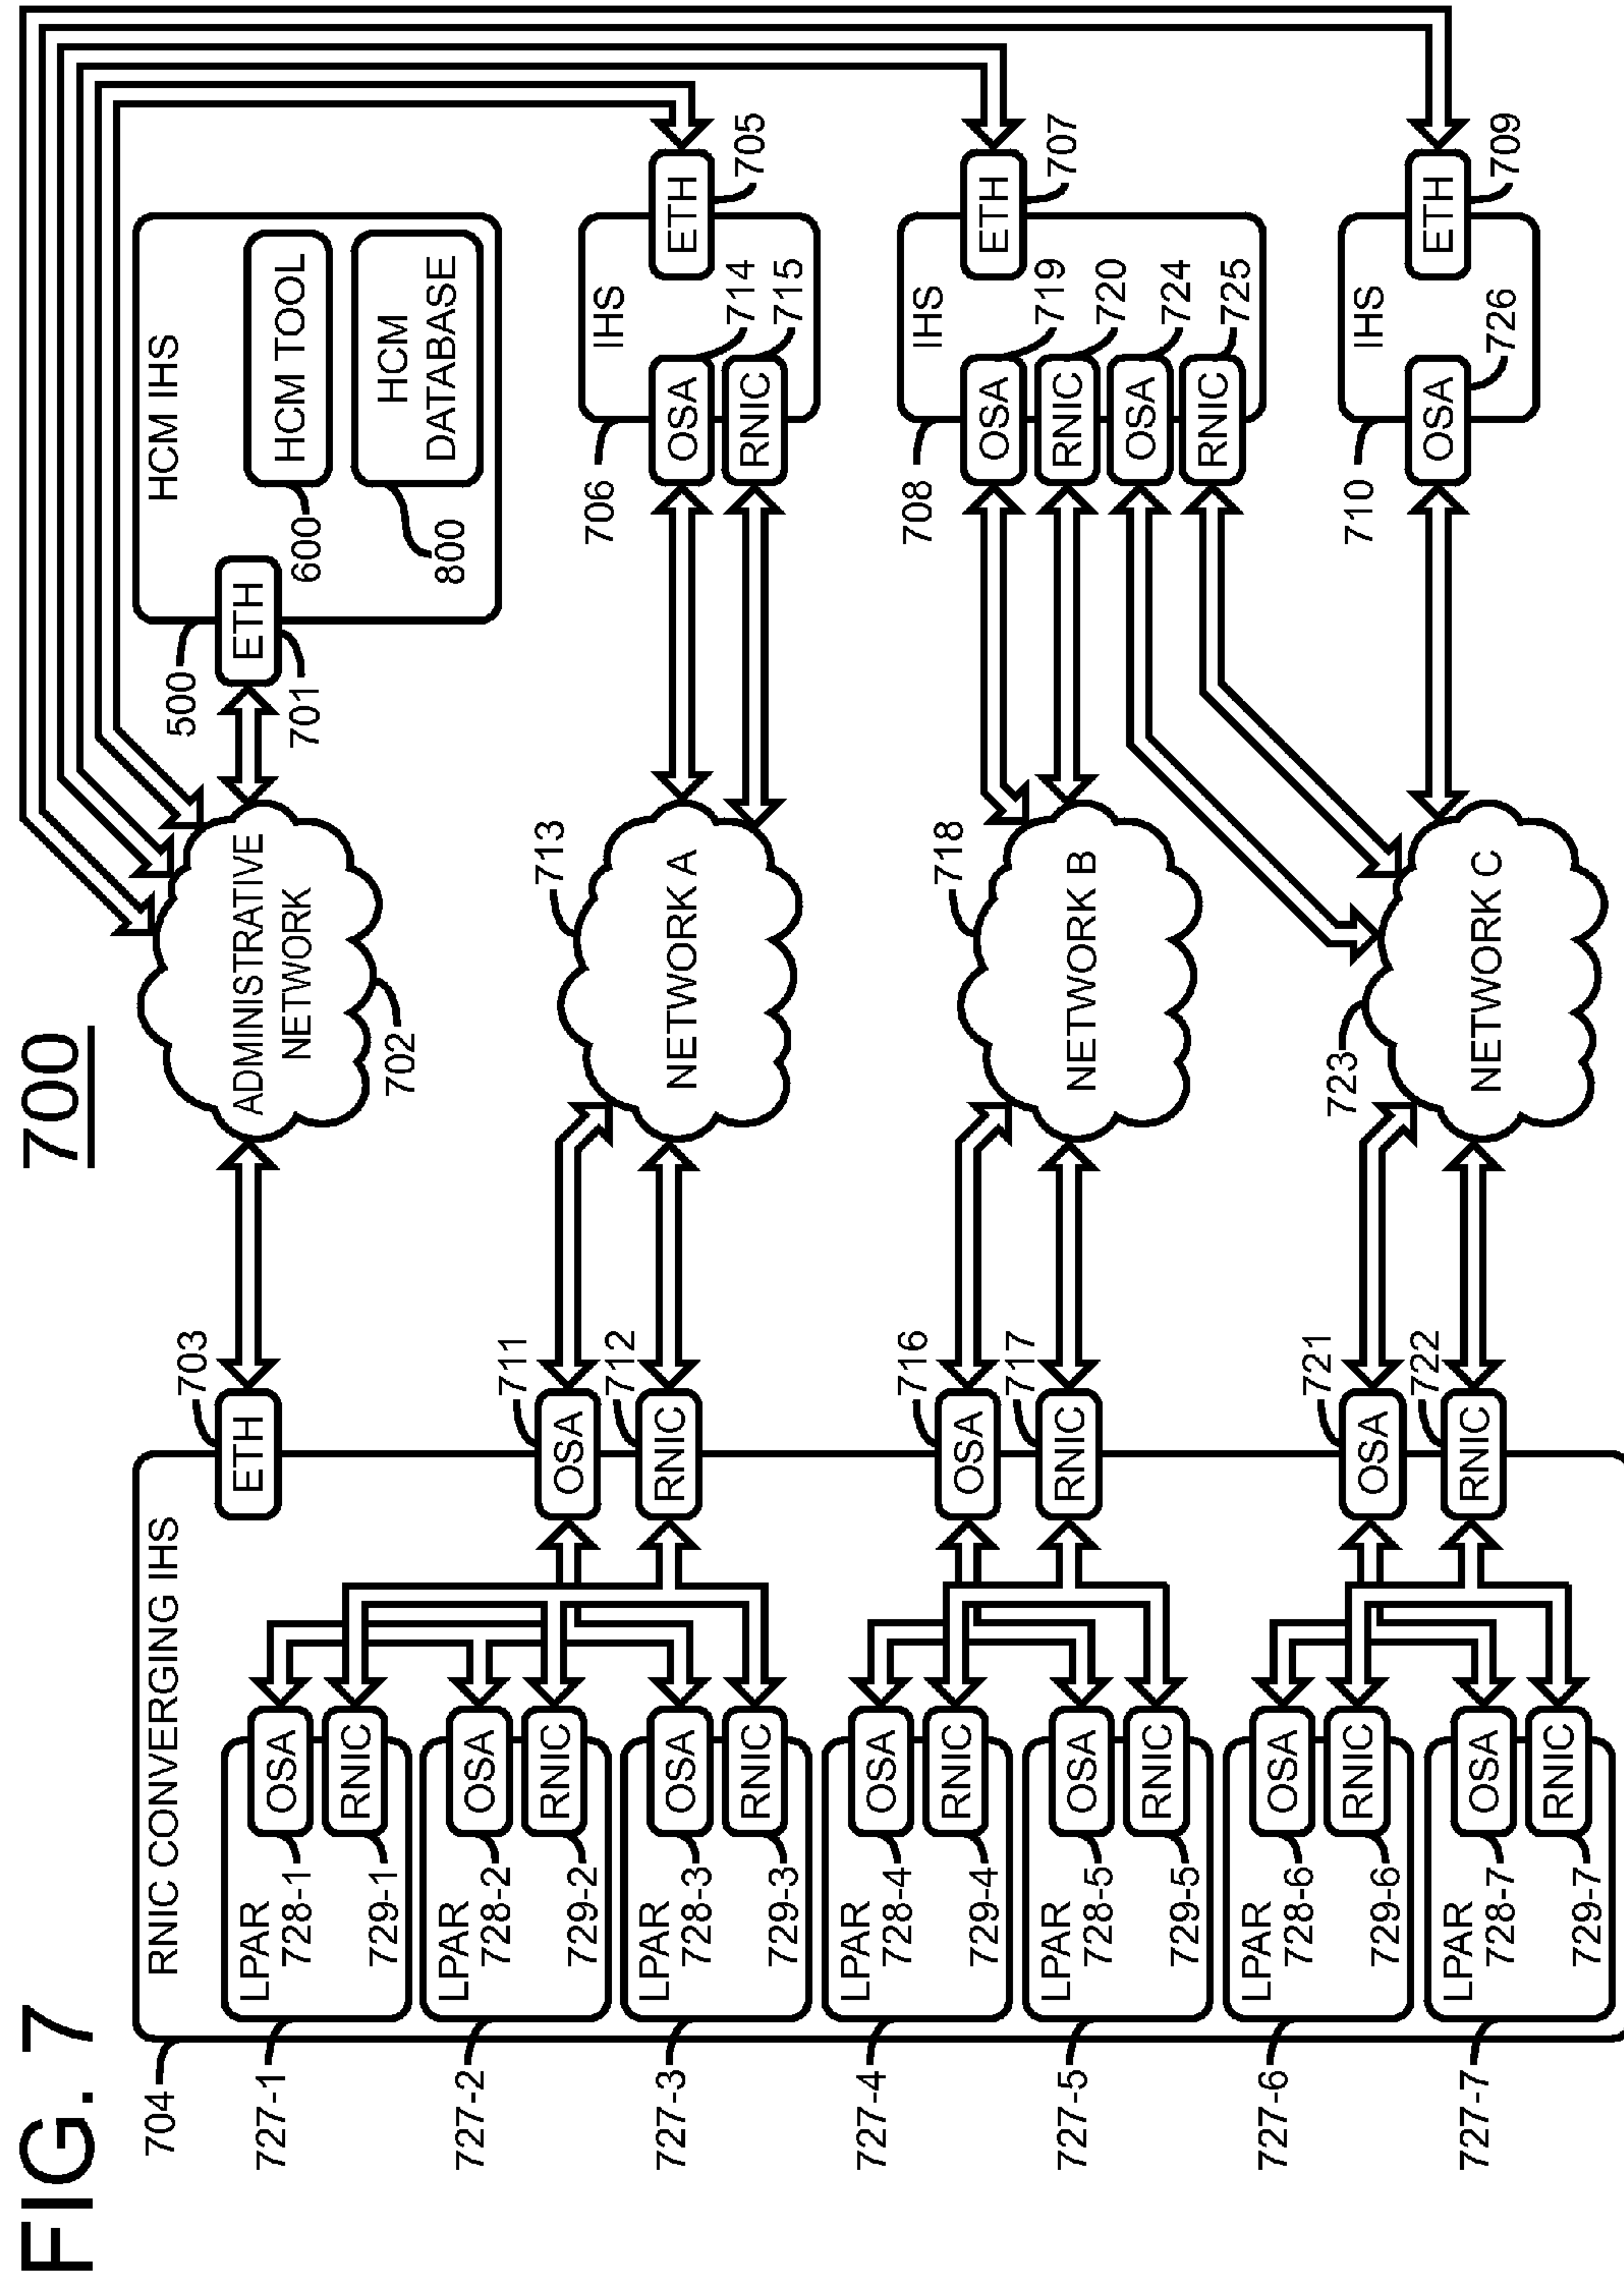 FIG. 7
700
RNIC CONVERGING IHS
704
ETH
703
ADMINISTRATIVE
NETWORK
702
ETH
701
500
HCM IHS
HCM TOOL
600
HCM
DATABASE
800
LPAR
727-1
OSA
728-1
RNIC
729-1
LPAR
727-2
OSA
728-2
RNIC
729-2
LPAR
727-3
OSA
728-3
RNIC
729-3
OSA
711
RNIC
712
NETWORK A
713
IHS
706
OSA
714
RNIC
715
ETH
705
LPAR
727-4
OSA
728-4
RNIC
729-4
LPAR
727-5
OSA
728-5
RNIC
729-5
OSA
716
RNIC
717
NETWORK B
718
IHS
708
OSA
719
RNIC
720
OSA
724
RNIC
725
ETH
707
LPAR
727-6
OSA
728-6
RNIC
729-6
LPAR
727-7
OSA
728-7
RNIC
729-7
OSA
721
RNIC
722
NETWORK C
723
IHS
710
OSA
726
ETH
709